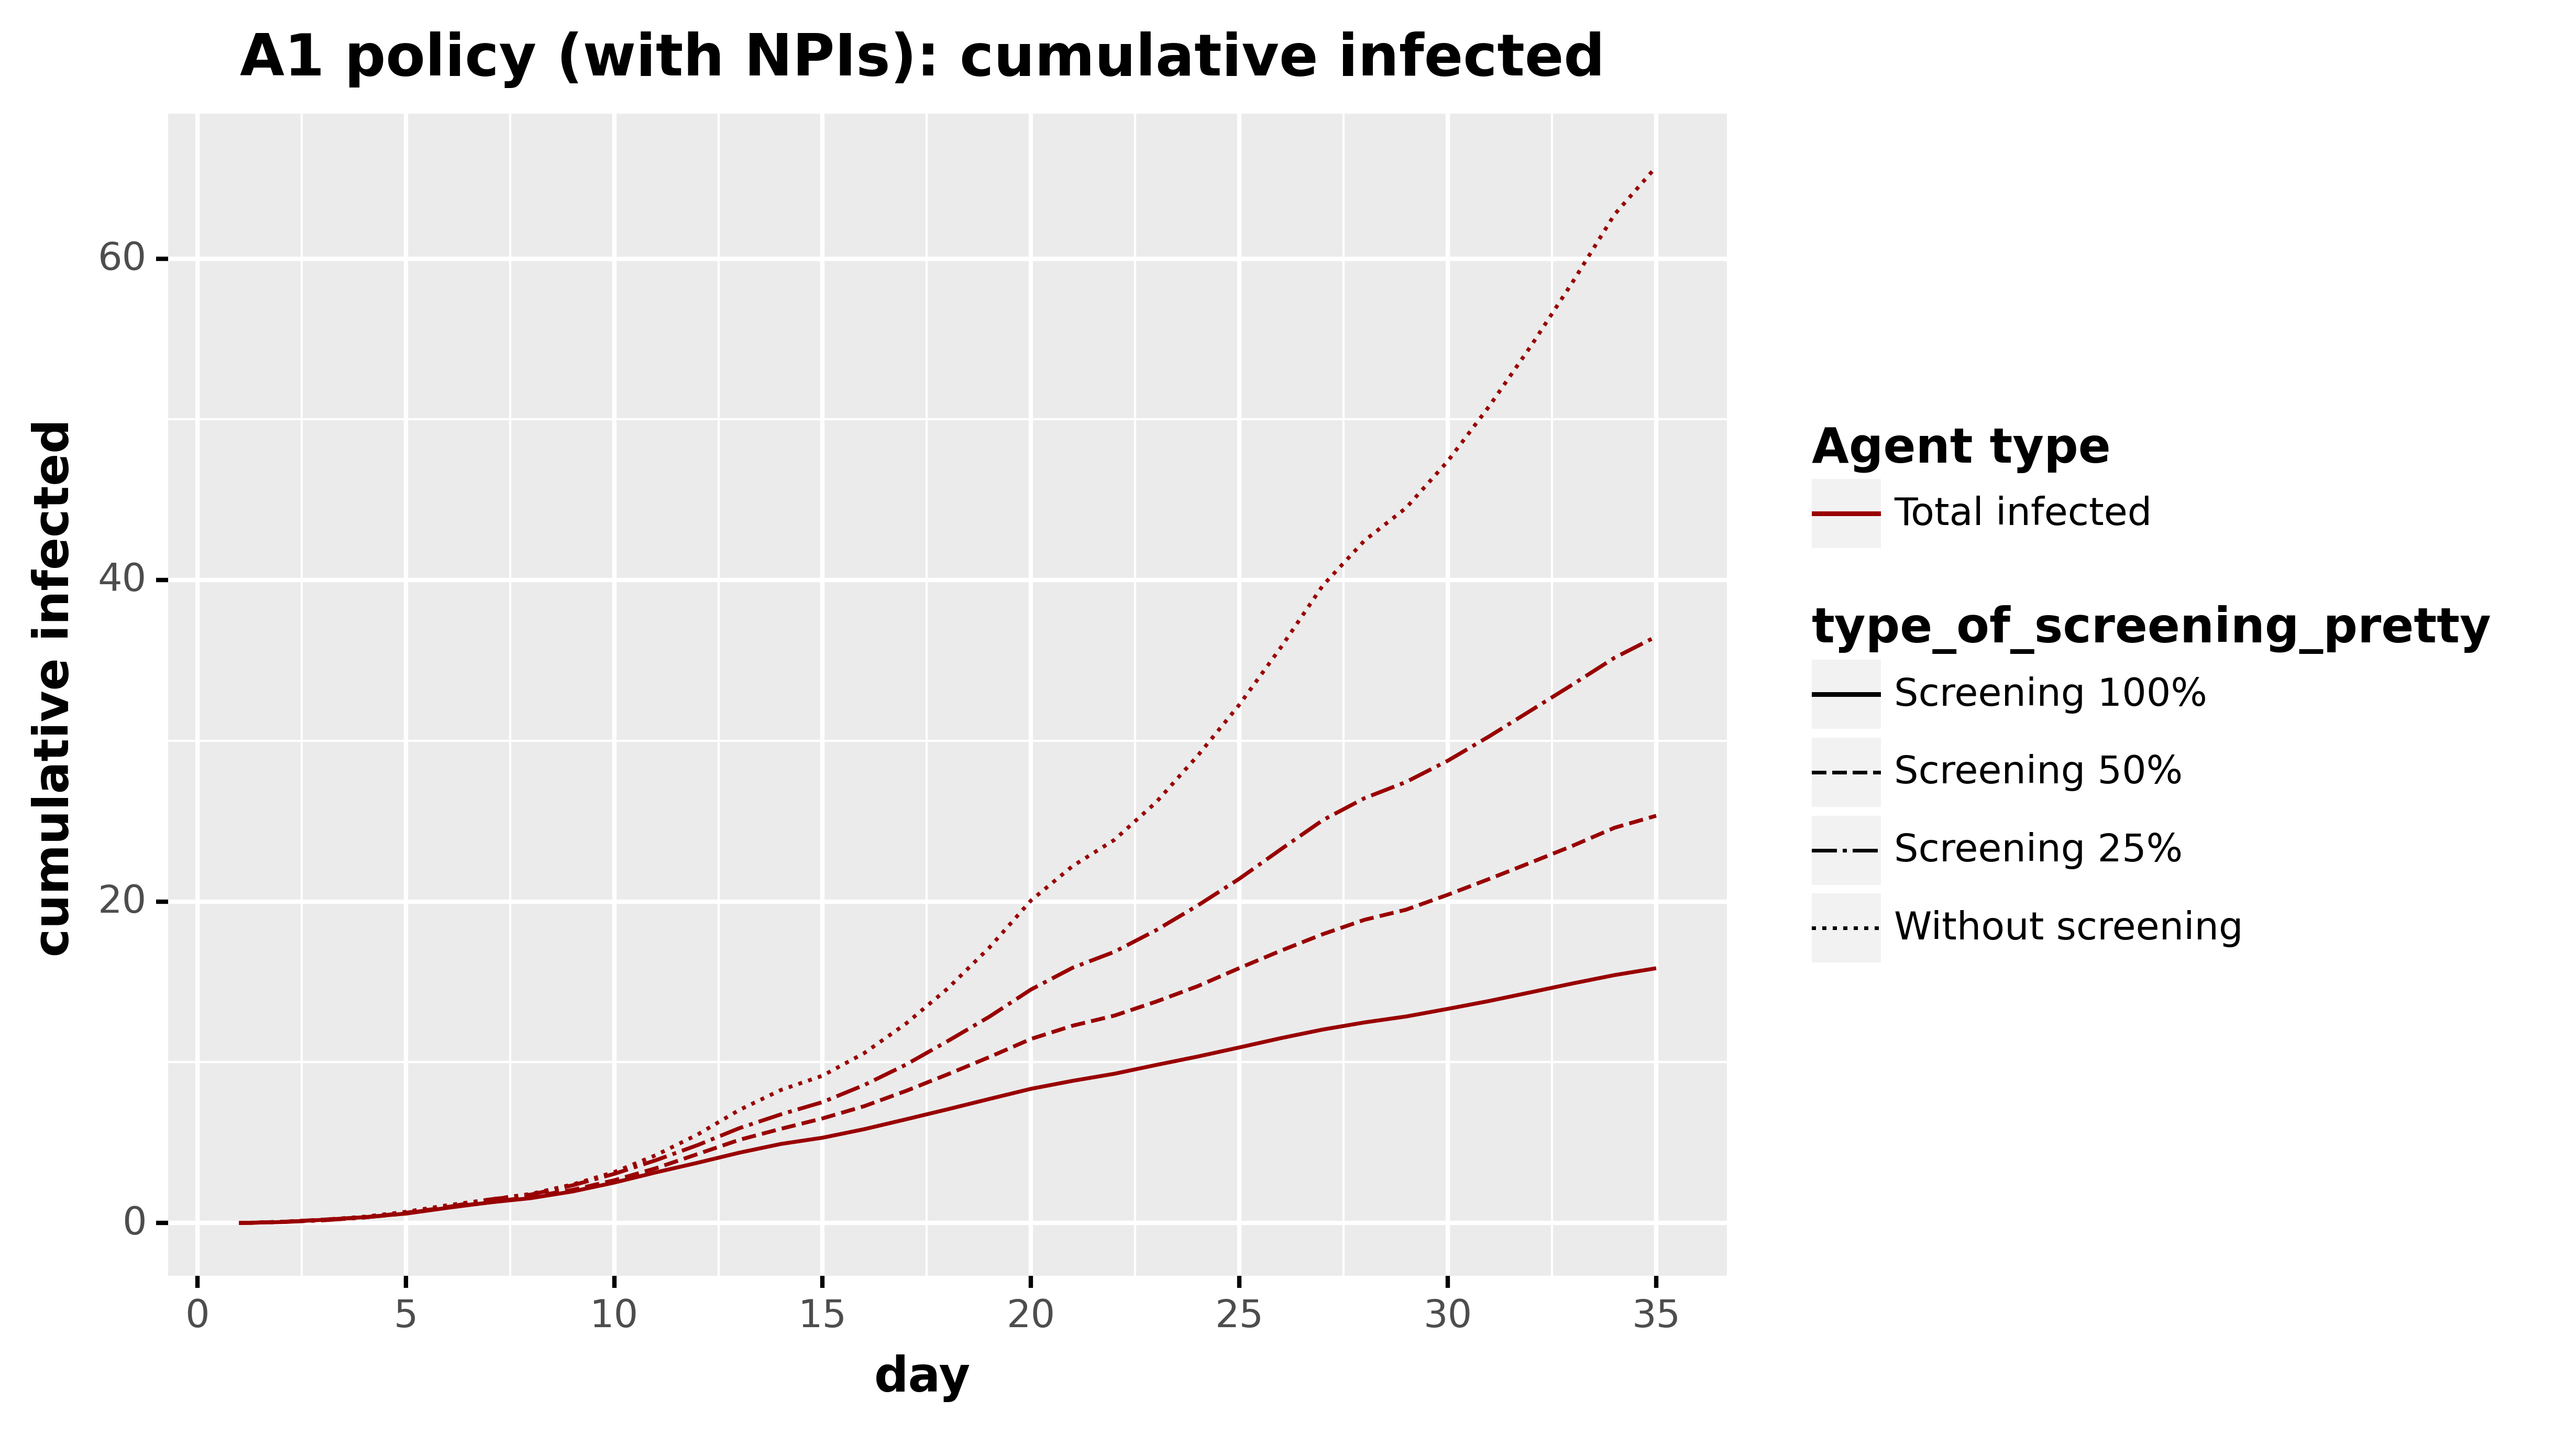 A1 policy (with NPIs): cumulative infected
cumulative infected
60
40
20
0
0 5 10 15 20 25 30 35
day
Agent type
Total infected
type_of_screening_pretty
Screening 100%
Screening 50%
Screening 25%
Without screening